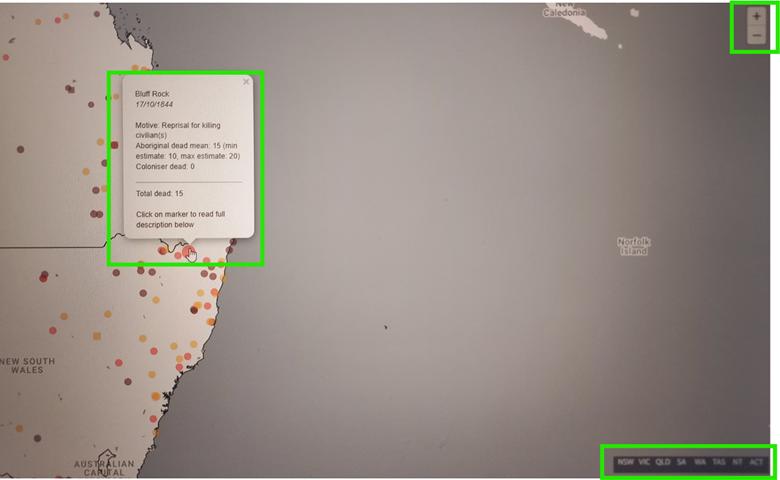 New
Caledonia
+
−
×
Bluff Rock
17/10/1844
Motive: Reprisal for killing
civilian(s)
Aboriginal dead mean: 15 (min
estimate: 10, max estimate: 20)
Coloniser dead: 0
Total dead: 15
Click on marker to read full
description below
Norfolk
Island
NEW SOUTH
WALES
AUSTRALIAN
CAPITAL
NSW VIC QLD SA WA TAS NT ACT